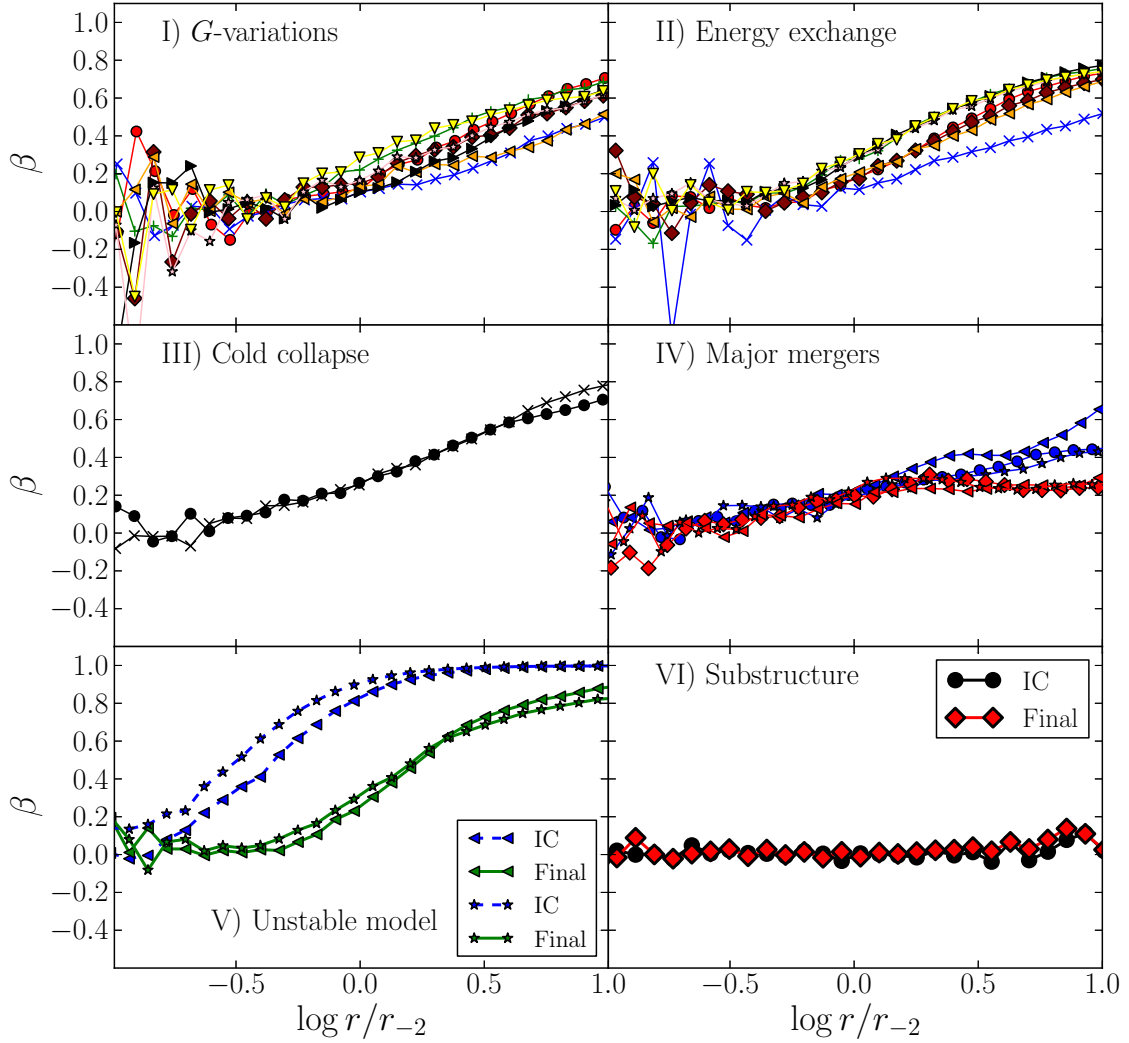 I) G-variations
II) Energy exchange
1.0
0.8
0.6
0.4
0.2
0.0
−0.2
−0.4
β
III) Cold collapse
IV) Major mergers
1.0
0.8
0.6
0.4
0.2
0.0
−0.2
−0.4
β
V) Unstable model
IC
Final
IC
Final
VI) Substructure
IC
Final
1.0
0.8
0.6
0.4
0.2
0.0
−0.2
−0.4
β
−0.5
0.0
0.5
1.0
−0.5
0.0
0.5
1.0
log r/r₋₂
log r/r₋₂